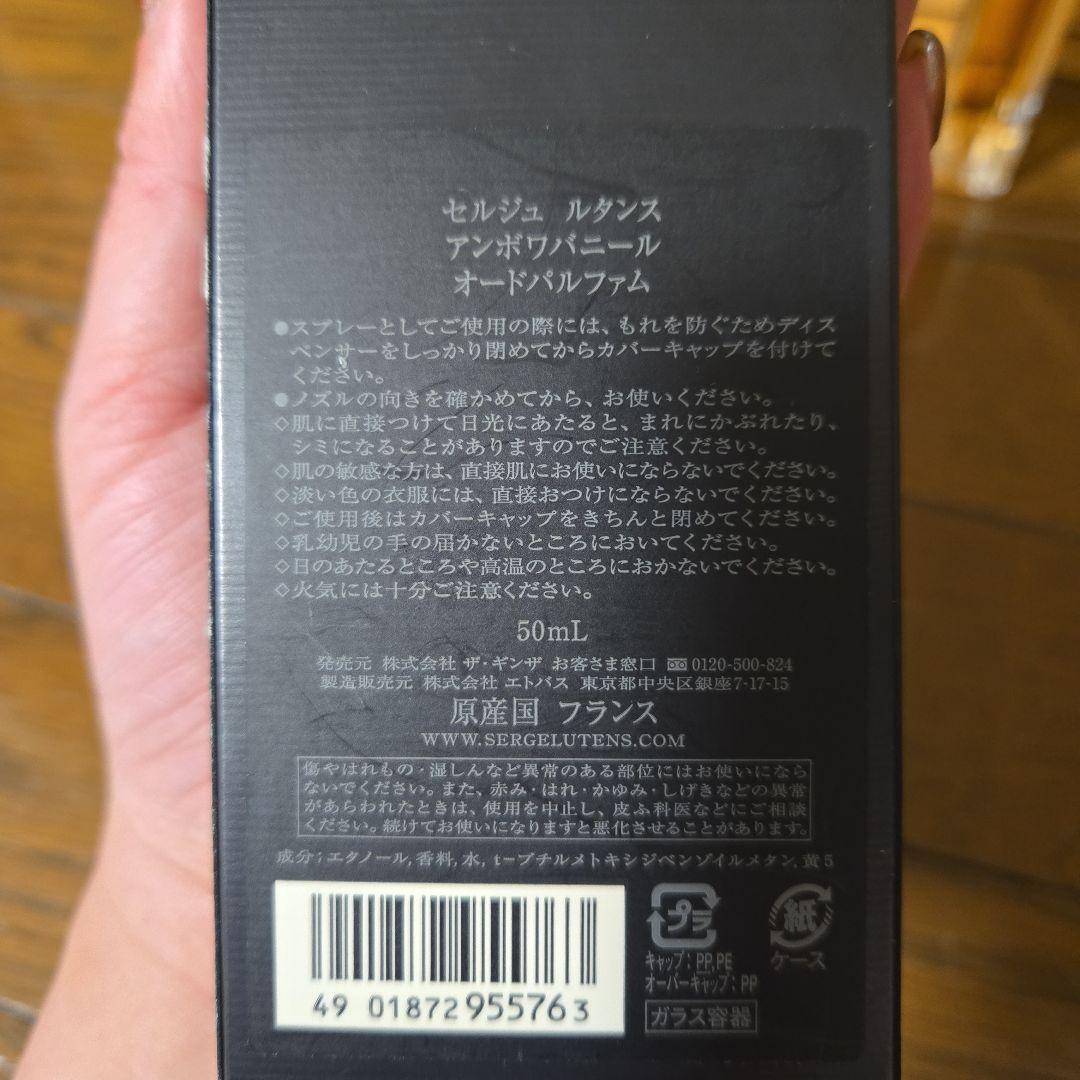 セルジュ ルタンス
アンボワバニール
オードパルファム
●スプレーとしてご使用の際には、もれを防ぐためディス
ペンサーをしっかり閉めてからカバーキャップを付けて
ください。
●ノズルの向きを確かめてから、お使いください。
◇肌に直接つけて日光にあたると、まれにかぶれたり、
シミになることがありますのでご注意ください。
◇肌の敏感な方は、直接肌にお使いにならないでください。
◇淡い色の衣服には、直接おつけにならないでください。
◇ご使用後はカバーキャップをきちんと閉めてください。
◇乳幼児の手の届かないところにおいてください。
◇日のあたるところや高温のところにおかないでください。
◇火気には十分ご注意ください。
50mL
発売元 株式会社 ザ・ギンザ お客さま窓口 0120-500-824
製造販売元 株式会社 エトバス 東京都中央区銀座7-17-15
原産国 フランス
WWW.SERGELUTENS.COM
傷やはれもの・湿しんなど異常のある部位にはお使いになら
ないでください。また、赤み・はれ・かゆみ・しげきなどの異常
があらわれたときは、使用を中止し、皮ふ科医などにご相談
ください。続けてお使いになりますと悪化させることがあります。
成分：エタノール,香料,水,t−ブチルメトキシジベンゾイルメタン,黄5
プラ
紙
キャップ：PP,PE
ケース
オーバーキャップ：PP
ガラス容器
49 01872 955763